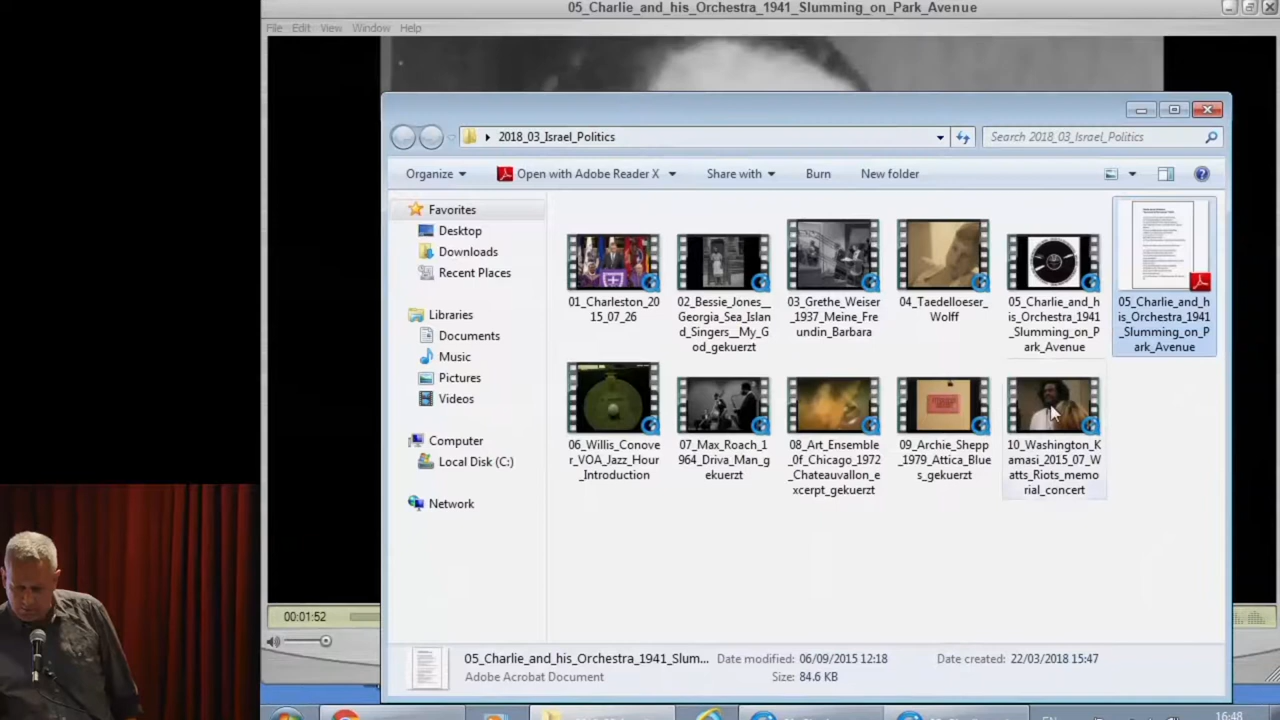 05_Charlie_and_his_Orchestra_1941_Slumming_on_Park_Avenue
File Edit View Window Help
2018_03_Israel_Politics
Search 2018_03_Israel_Politics
Organize
Open with Adobe Reader X
Share with
Burn
New folder
Favorites
Desktop
Downloads
Recent Places
Libraries
Documents
Music
Pictures
Videos
Computer
Local Disk (C:)
Network
01_Charleston_20
15_07_26
02_Bessie_Jones__
Georgia_Sea_Islan
d_Singers__My_G
od_gekuerzt
03_Grethe_Weiser
_1937_Meine_Fre
undin_Barbara
04_Taedelloeser_
Wolff
05_Charlie_and_h
is_Orchestra_1941
_Slumming_on_P
ark_Avenue
05_Charlie_and_h
is_Orchestra_1941
_Slumming_on_P
ark_Avenue
06_Willis_Conove
r_VOA_Jazz_Hour
_Introduction
07_Max_Roach_1
964_Driva_Man_g
ekuerzt
08_Art_Ensemble
_0f_Chicago_1972
_Chateauvallon_e
xcerpt_gekuerzt
09_Archie_Shepp
_1979_Attica_Blue
s_gekuerzt
10_Washington_K
amasi_2015_07_W
atts_Riots_memo
rial_concert
00:01:52
05_Charlie_and_his_Orchestra_1941_Slum...
Date modified: 06/09/2015 12:18
Date created: 22/03/2018 15:47
Adobe Acrobat Document
Size: 84.6 KB
EN
16:48